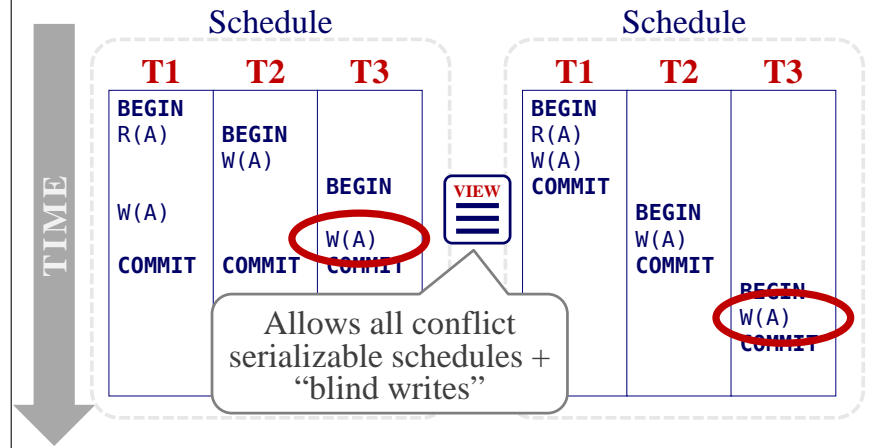 Schedule
T1 T2 T3
BEGIN
R(A) BEGIN
W(A)
BEGIN
W(A)
W(A)
COMMIT COMMIT COMMIT
TIME
VIEW
Allows all conflict
serializable schedules +
“blind writes”
Schedule
T1 T2 T3
BEGIN
R(A)
W(A)
COMMIT
BEGIN
W(A)
COMMIT
BEGIN
W(A)
COMMIT